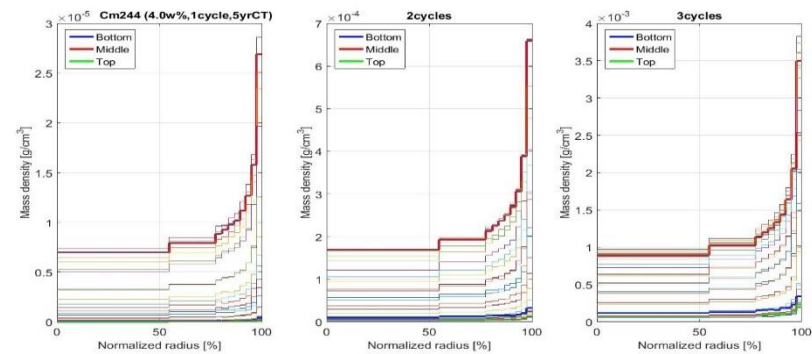 Cm244 (4.0w%,1cycle,5yrCT)
×10⁻⁵
Bottom
Middle
Top
3
2.5
2
1.5
1
0.5
0
Mass density [g/cm³]
0 50 100
Normalized radius [%]
2cycles
×10⁻⁴
Bottom
Middle
Top
7
6
5
4
3
2
1
0
Mass density [g/cm³]
0 50 100
Normalized radius [%]
3cycles
×10⁻³
Bottom
Middle
Top
4
3.5
3
2.5
2
1.5
1
0.5
0
Mass density [g/cm³]
0 50 100
Normalized radius [%]